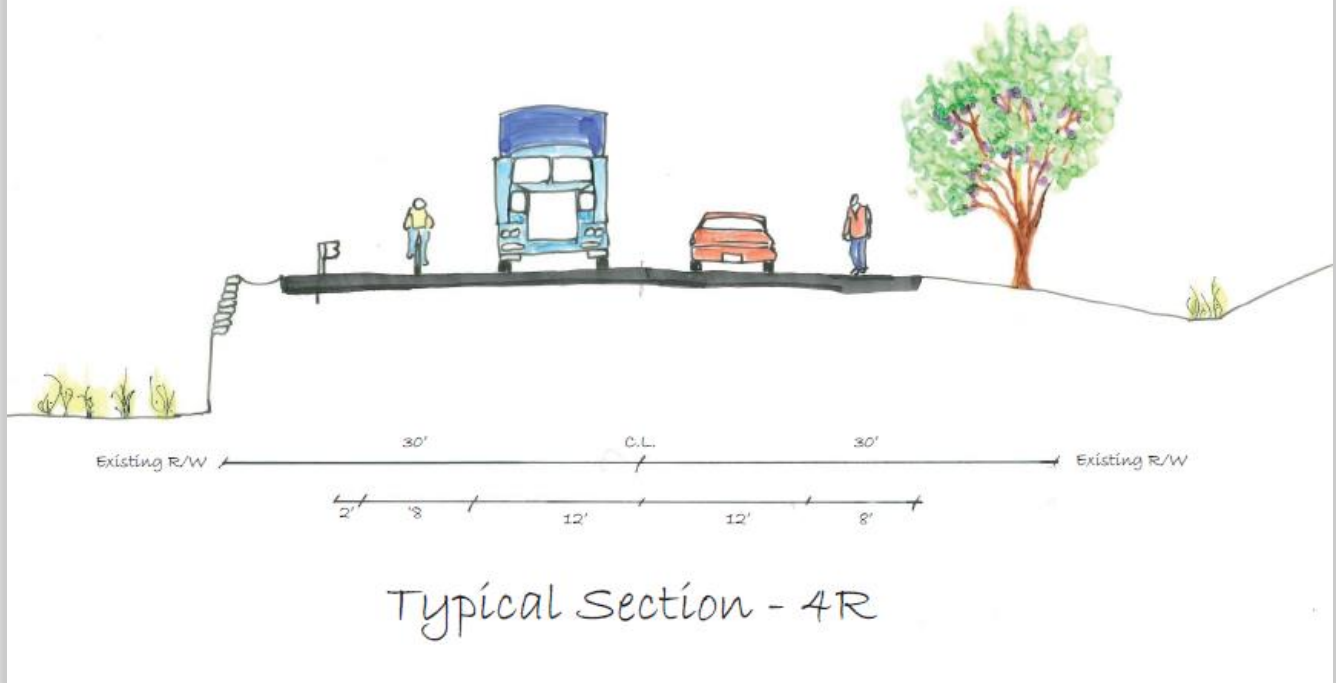 30' C.L. 30'
Existing R/W Existing R/W
2' '8 12' 12' 8'
Typical Section - 4R